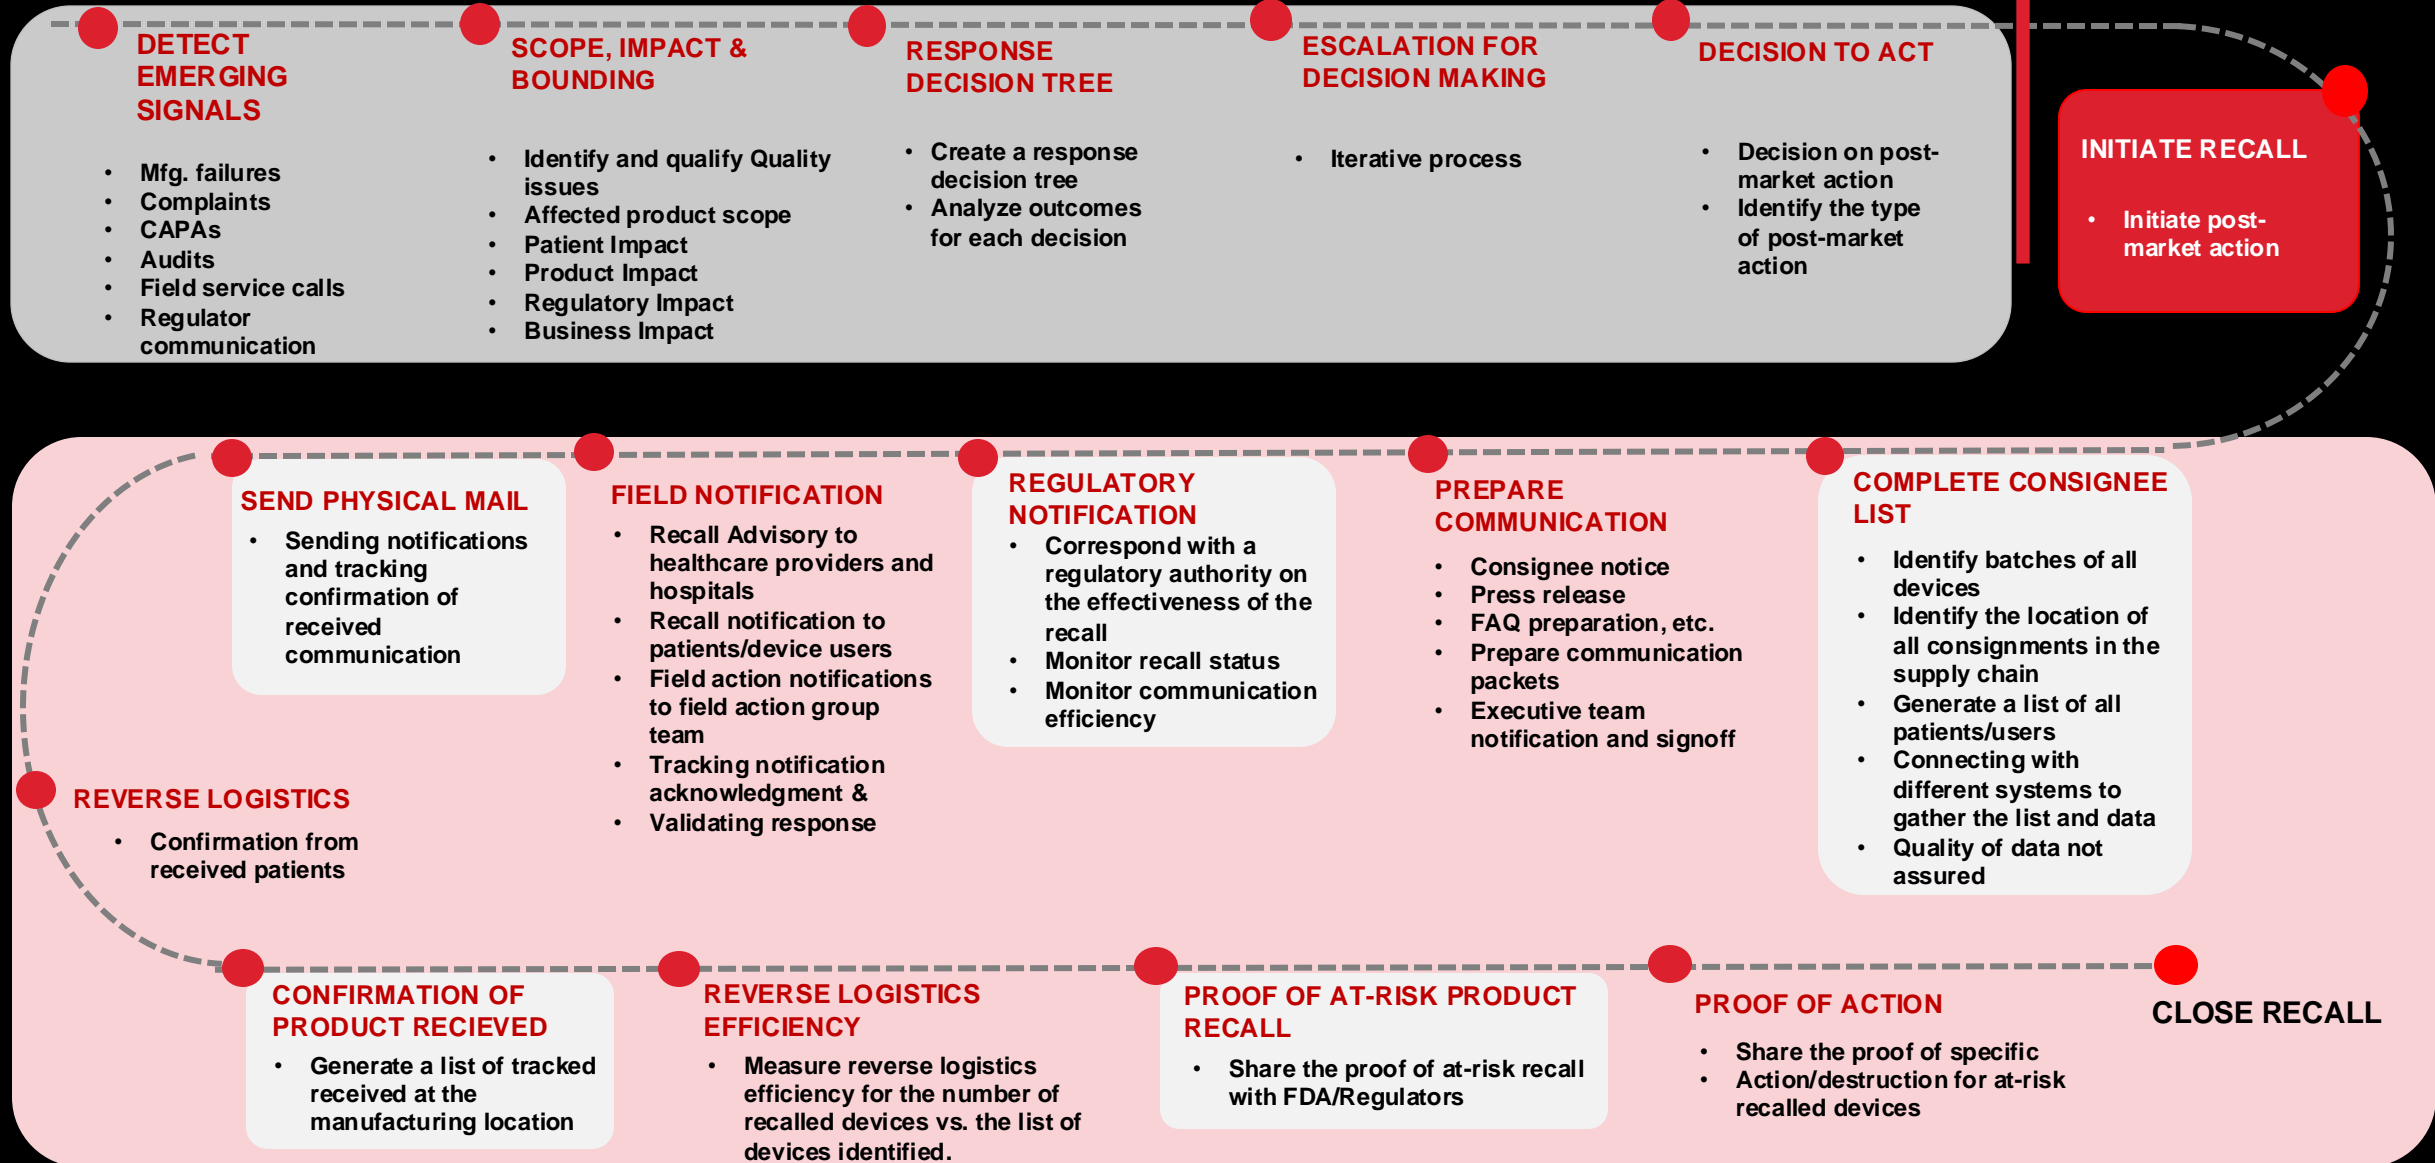 DETECT
EMERGING
SIGNALS
• Mfg. failures
• Complaints
• CAPAs
• Audits
• Field service calls
• Regulator
communication
SCOPE, IMPACT &
BOUNDING
• Identify and qualify Quality
issues
• Affected product scope
• Patient Impact
• Product Impact
• Regulatory Impact
• Business Impact
RESPONSE
DECISION TREE
• Create a response
decision tree
• Analyze outcomes
for each decision
ESCALATION FOR
DECISION MAKING
• Iterative process
DECISION TO ACT
• Decision on post-
market action
• Identify the type
of post-market
action
INITIATE RECALL
• Initiate post-
market action
COMPLETE CONSIGNEE
LIST
• Identify batches of all
devices
• Identify the location of
all consignments in the
supply chain
• Generate a list of all
patients/users
• Connecting with
different systems to
gather the list and data
• Quality of data not
assured
PREPARE
COMMUNICATION
• Consignee notice
• Press release
• FAQ preparation, etc.
• Prepare communication
packets
• Executive team
notification and signoff
REGULATORY
NOTIFICATION
• Correspond with a
regulatory authority on
the effectiveness of the
recall
• Monitor recall status
• Monitor communication
efficiency
FIELD NOTIFICATION
• Recall Advisory to
healthcare providers and
hospitals
• Recall notification to
patients/device users
• Field action notifications
to field action group
team
• Tracking notification
acknowledgment &
• Validating response
SEND PHYSICAL MAIL
• Sending notifications
and tracking
confirmation of
received
communication
REVERSE LOGISTICS
• Confirmation from
received patients
CONFIRMATION OF
PRODUCT RECIEVED
• Generate a list of tracked
received at the
manufacturing location
REVERSE LOGISTICS
EFFICIENCY
• Measure reverse logistics
efficiency for the number of
recalled devices vs. the list of
devices identified.
PROOF OF AT-RISK PRODUCT
RECALL
• Share the proof of at-risk recall
with FDA/Regulators
PROOF OF ACTION
• Share the proof of specific
• Action/destruction for at-risk
recalled devices
CLOSE RECALL